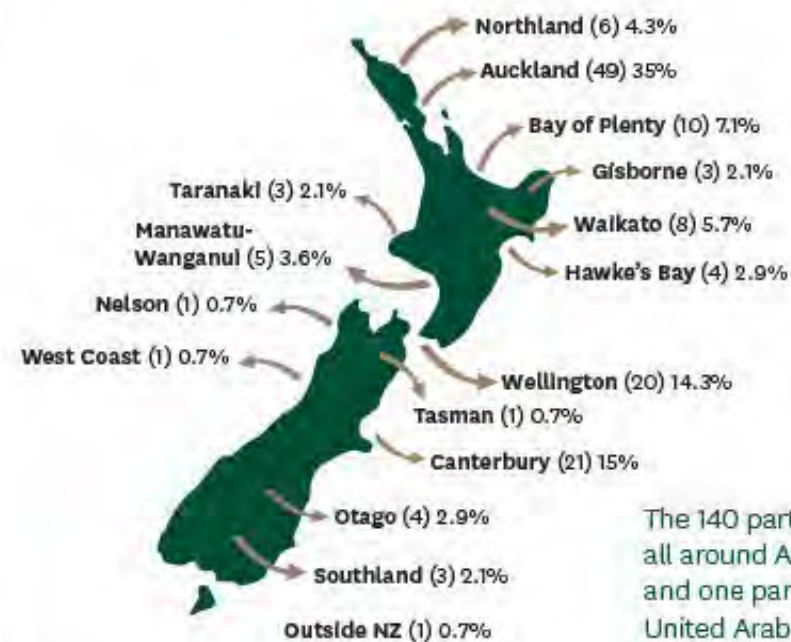 Northland (6) 4.3%
Auckland (49) 35%
Bay of Plenty (10) 7.1%
Gisborne (3) 2.1%
Taranaki (3) 2.1%
Waikato (8) 5.7%
Manawatu-
Wanganui (5) 3.6%
Hawke's Bay (4) 2.9%
Nelson (1) 0.7%
West Coast (1) 0.7%
Wellington (20) 14.3%
Tasman (1) 0.7%
Canterbury (21) 15%
Otago (4) 2.9%
Southland (3) 2.1%
Outside NZ (1) 0.7%
The 140
all around
and one
United Arab